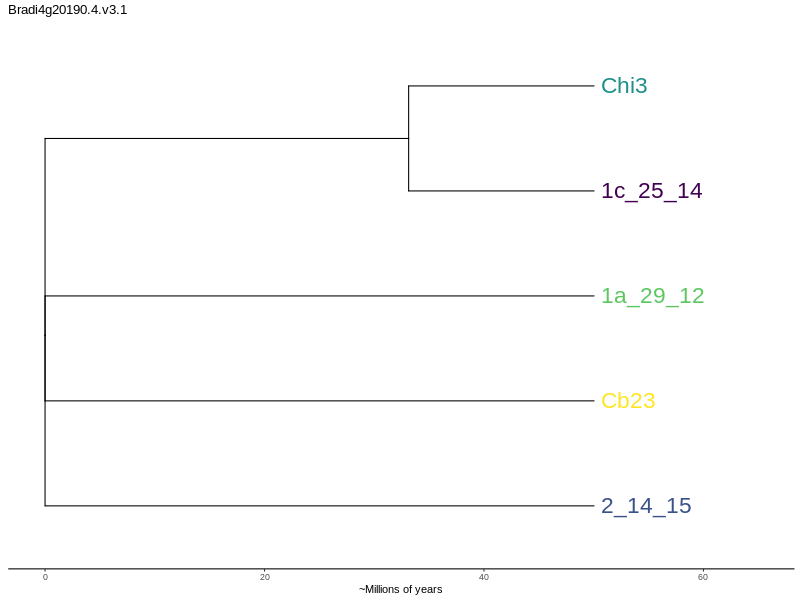 Bradi4g20190.4.v3.1
Chi3
1c_25_14
1a_29_12
Cb23
2_14_15
0 20 40 60
~Millions of years